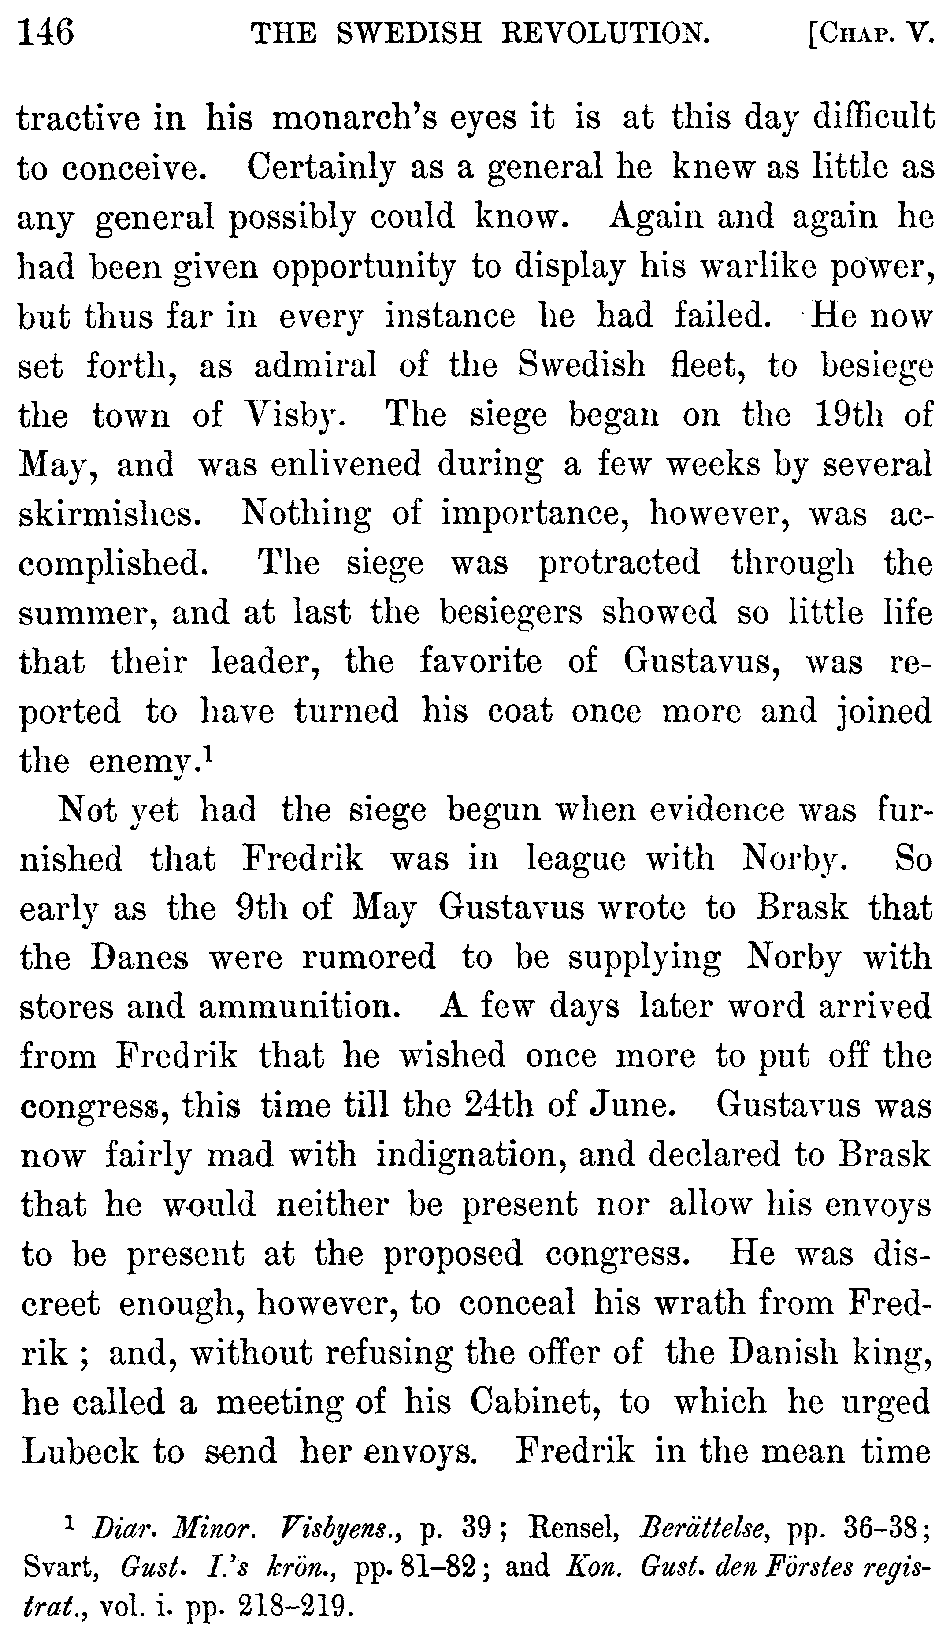 146 THE SWEDISH REVOLUTION. [CHAP. V.
tractive in his monarch's eyes it is at this day difficult
to conceive. Certainly as a general he knew as little as
any general possibly could know. Again and again he
had been given opportunity to display his warlike power,
but thus far in every instance he had failed. He now
set forth, as admiral of the Swedish fleet, to besiege
the town of Visby. The siege began on the 19th of
May, and was enlivened during a few weeks by several
skirmishes. Nothing of importance, however, was ac-
complished. The siege was protracted through the
summer, and at last the besiegers showed so little life
that their leader, the favorite of Gustavus, was re-
ported to have turned his coat once more and joined
the enemy.¹
Not yet had the siege begun when evidence was fur-
nished that Fredrik was in league with Norby. So
early as the 9th of May Gustavus wrote to Brask that
the Danes were rumored to be supplying Norby with
stores and ammunition. A few days later word arrived
from Fredrik that he wished once more to put off the
congress, this time till the 24th of June. Gustavus was
now fairly mad with indignation, and declared to Brask
that he would neither be present nor allow his envoys
to be present at the proposed congress. He was dis-
creet enough, however, to conceal his wrath from Fred-
rik ; and, without refusing the offer of the Danish king,
he called a meeting of his Cabinet, to which he urged
Lubeck to send her envoys. Fredrik in the mean time
¹ Diar. Minor. Visbyens., p. 39 ; Rensel, Berättelse, pp. 36-38 ;
Svart, Gust. I.'s krön., pp. 81-82 ; and Kon. Gust. den Förstes regis-
trat., vol. i. pp. 218-219.